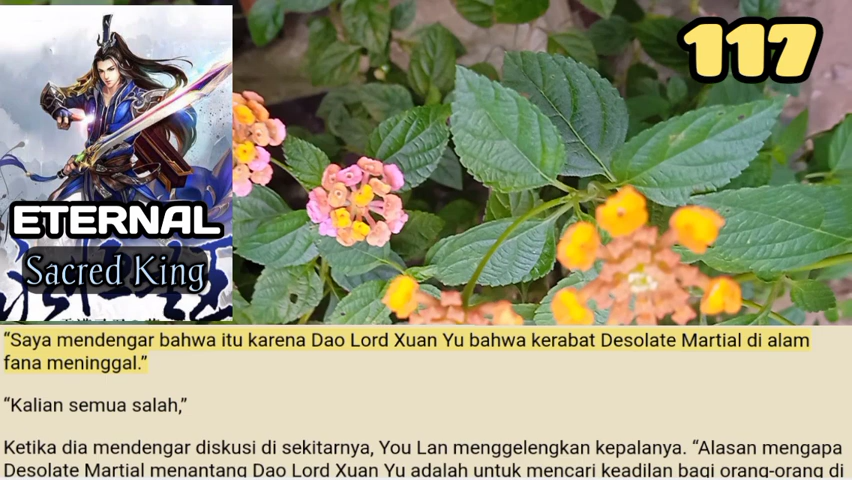 117
ETERNAL
Sacred King
“Saya mendengar bahwa itu karena Dao Lord Xuan Yu bahwa kerabat Desolate Martial di alam
fana meninggal.”
“Kalian semua salah,”
Ketika dia mendengar diskusi di sekitarnya, You Lan menggelengkan kepalanya. “Alasan mengapa
Desolate Martial menantang Dao Lord Xuan Yu adalah untuk mencari keadilan bagi orang-orang di